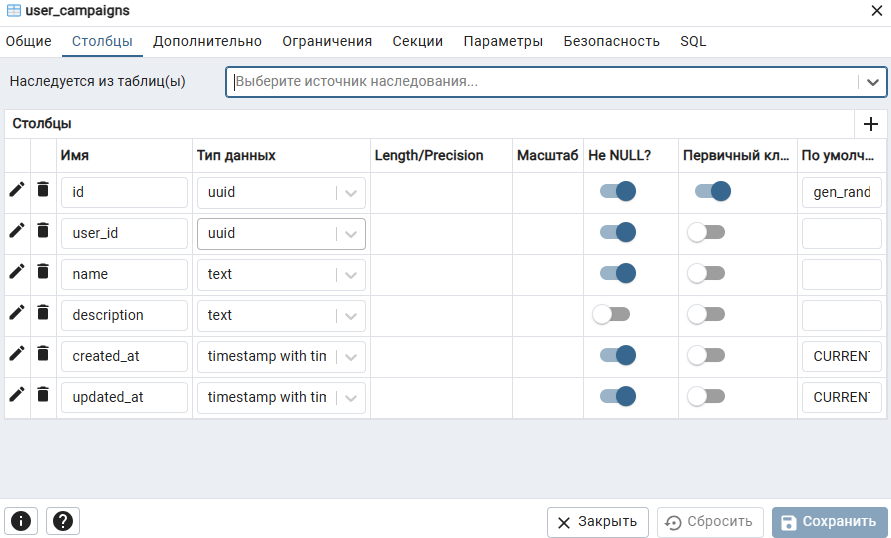 user_campaigns
Общие Столбцы Дополнительно Ограничения Секции Параметры Безопасность SQL
Наследуется из таблиц(ы) Выберите источник наследования...
Столбцы
Имя Тип данных Length/Precision Масштаб Не NULL? Первичный кл... По умолч...
id uuid gen_rand
user_id uuid
name text
description text
created_at timestamp with tin CURREN
updated_at timestamp with tin CURREN
Закрыть Сбросить Сохранить